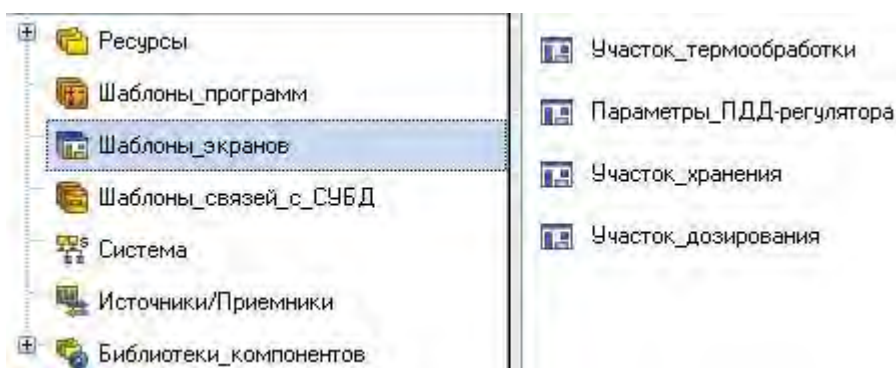 Ресурсы
Шаблоны_программ
Шаблоны_экранов
Шаблоны_связей_с_СУБД
Система
Источники/Приемники
Библиотеки_компонентов
Участок_термообработки
Параметры_ПДД-регулятора
Участок_хранения
Участок_дозирования